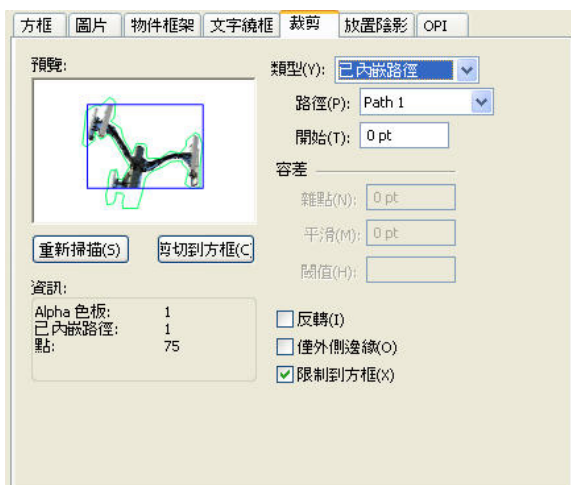 方框 圖片 物件框架 文字繞框 裁剪 放置陰影 OPI
預覽:
類型(Y): 已內嵌路徑
路徑(P): Path 1
開始(T): 0 pt
容差
雜點(N): 0 pt
平滑(M): 0 pt
閾值(H):
重新掃描(S) 剪切到方框(C)
資訊:
Alpha 色板: 1
已內嵌路徑: 1
點: 75
反轉(I)
僅外側邊緣(O)
限制到方框(X)